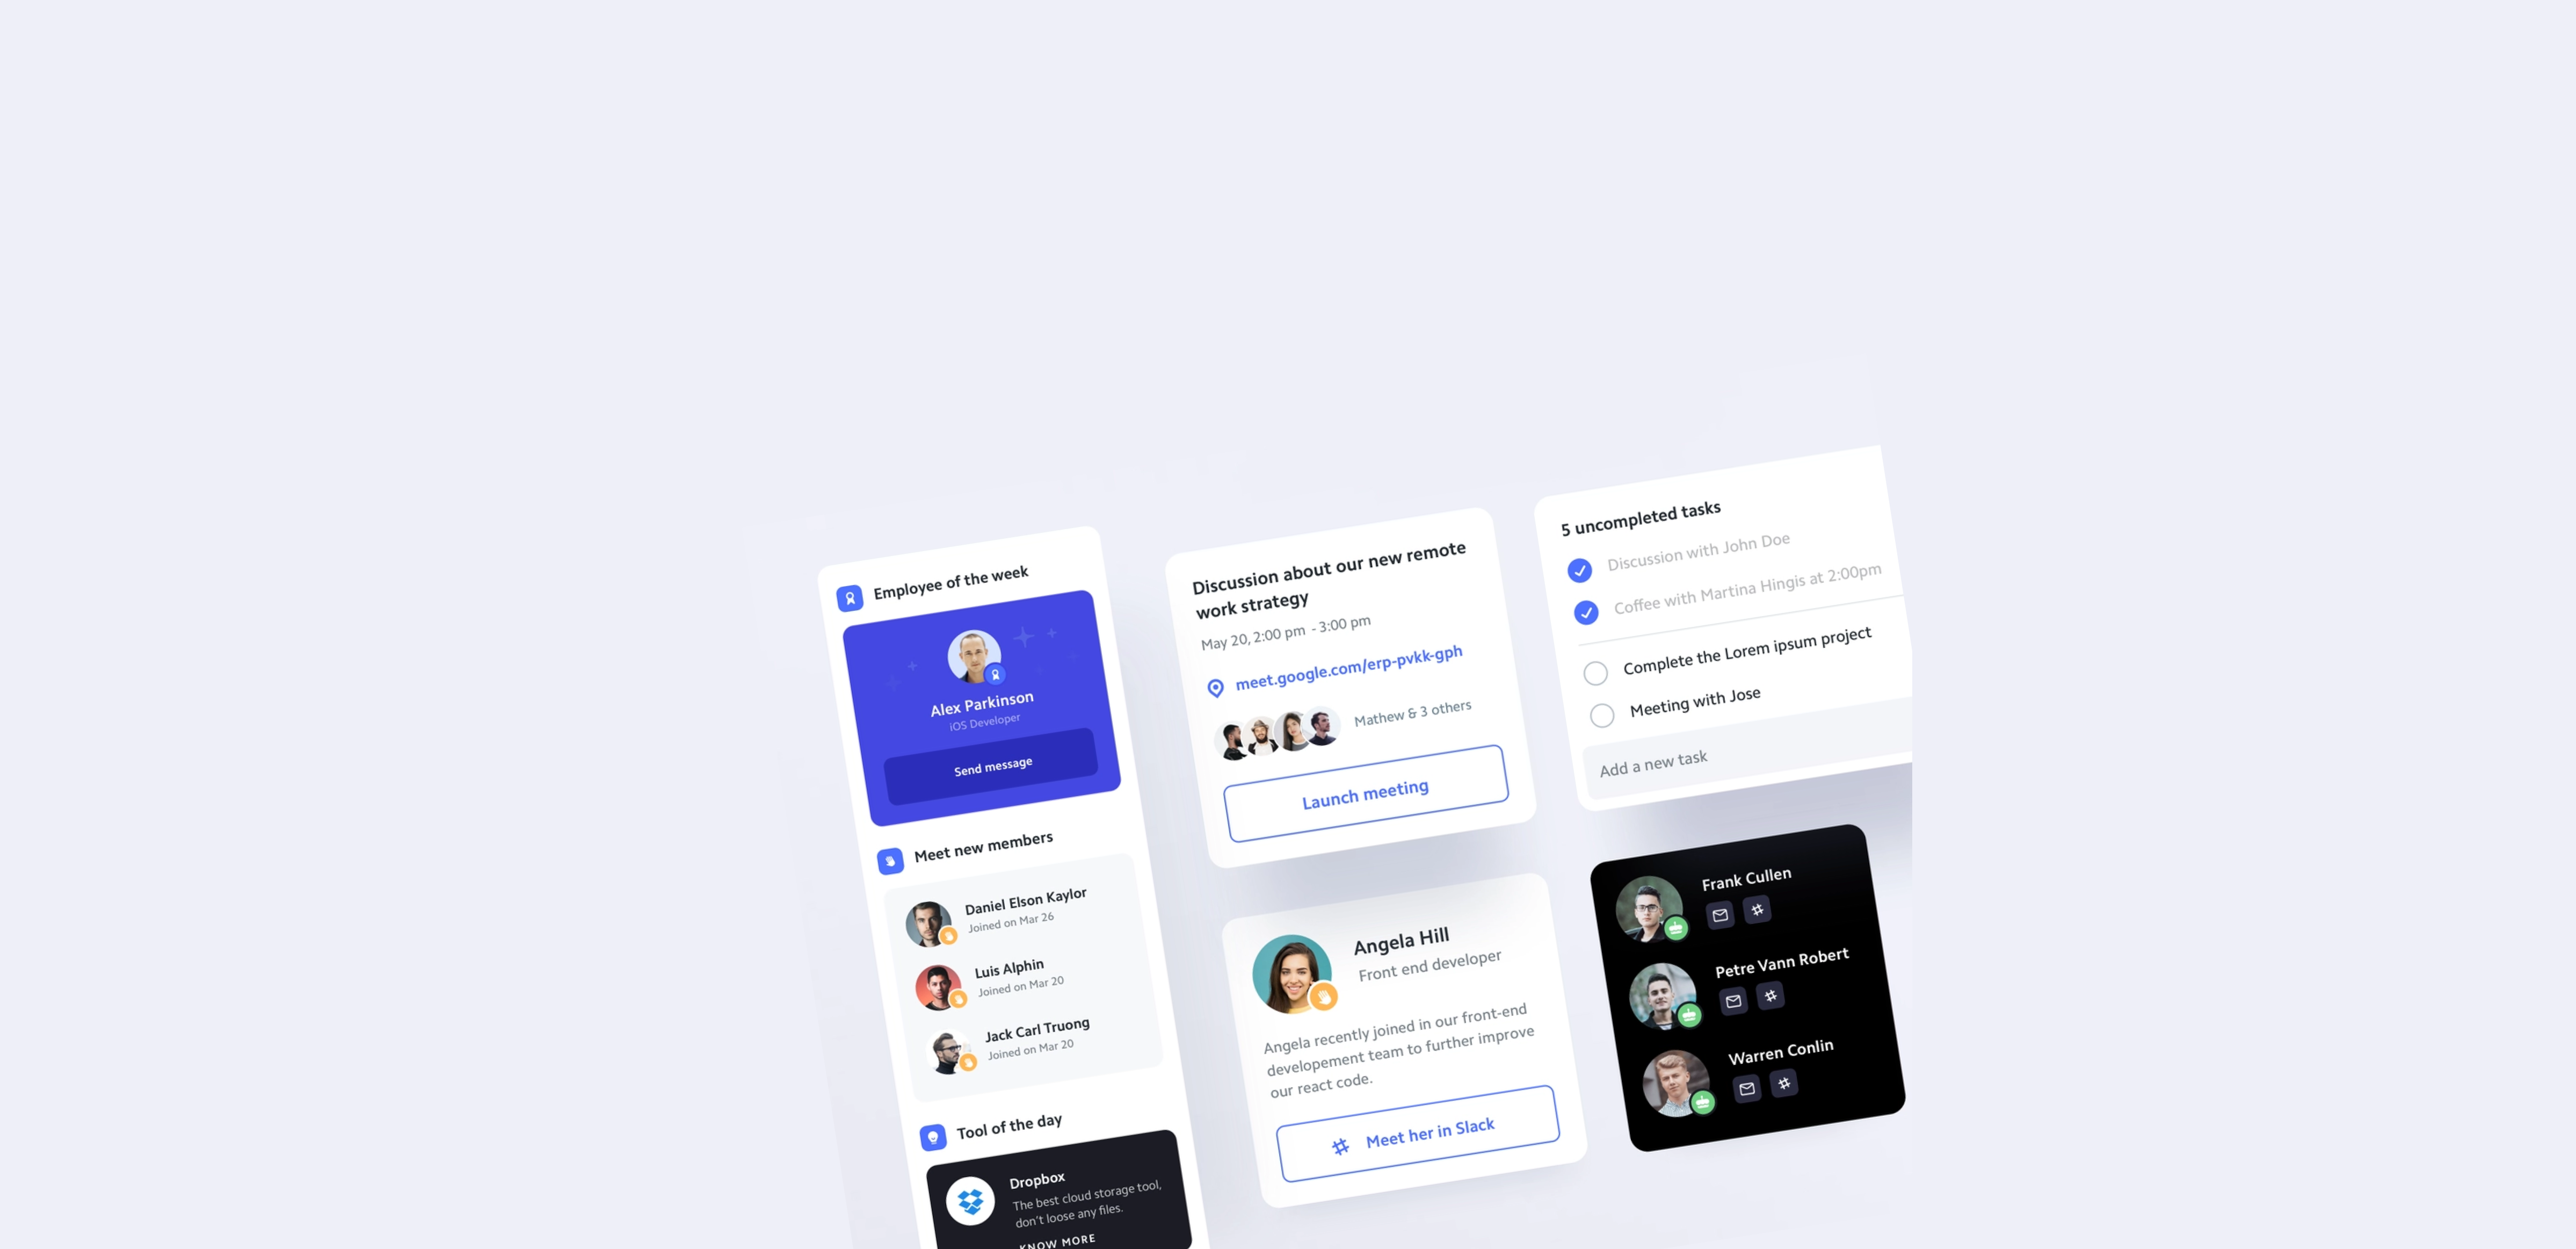 Employee of the week
Alex Parkinson
iOS Developer
Send message
Meet new members
Daniel Elson Kaylor
Joined on Mar 26
Luis Alphin
Joined on Mar 20
Jack Carl Truong
Joined on Mar 20
Tool of the day
Dropbox
The best cloud storage tool,
don't loose any files.
KNOW MORE
Discussion about our new remote
work strategy
May 20, 2:00 pm - 3:00 pm
meet.google.com/erp-pvkk-gph
Mathew & 3 others
Launch meeting
Angela Hill
Front end developer
Angela recently joined in our front-end
developement team to further improve
our react code.
Meet her in Slack
5 uncompleted tasks
Discussion with John Doe
Coffee with Martina Hingis at 2:00pm
Complete the Lorem ipsum project
Meeting with Jose
Add a new task
Frank Cullen
Petre Vann Robert
Warren Conlin